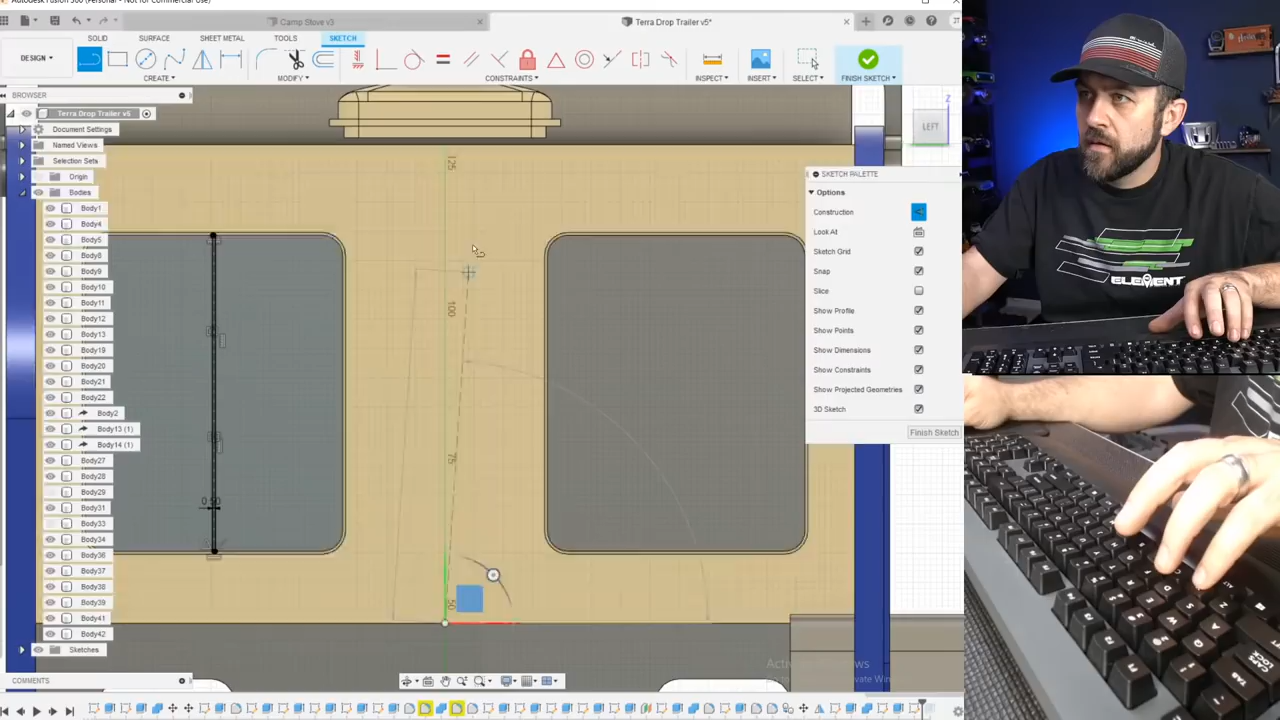 Autodesk Fusion 360 (Personal - Not for Commercial Use)
Camp Stove v3
Terra Drop Trailer v5*
SOLID
SURFACE
SHEET METAL
TOOLS
SKETCH
DESIGN
CREATE
MODIFY
CONSTRAINTS
INSPECT
INSERT
SELECT
FINISH SKETCH
BROWSER
Terra Drop Trailer v5
Document Settings
Named Views
Selection Sets
Origin
Bodies
Body1
Body4
Body5
Body8
Body9
Body10
Body11
Body12
Body13
Body19
Body20
Body21
Body22
Body2
Body13 (1)
Body14 (1)
Body27
Body28
Body29
Body31
Body33
Body34
Body36
Body37
Body38
Body39
Body41
Body42
Sketches
COMMENTS
125
100
75
50
0.50
Z
LEFT
SKETCH PALETTE
Options
Construction
Look At
Sketch Grid
Snap
Slice
Show Profile
Show Points
Show Dimensions
Show Constraints
Show Projected Geometries
3D Sketch
Finish Sketch
ELEMENT
CAPS LOCK